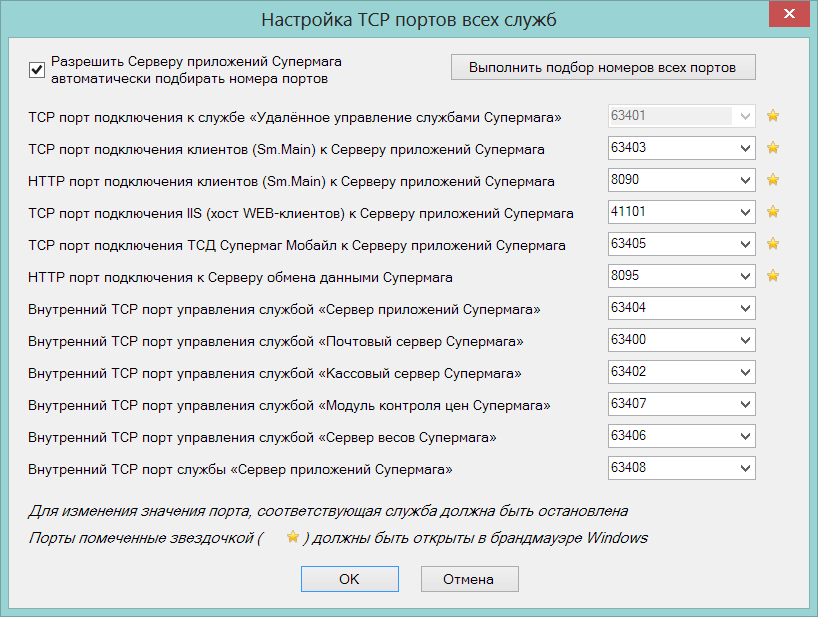 Настройка TCP портов всех служб
Разрешить Серверу приложений Супермага
автоматически подбирать номера портов
Выполнить подбор номеров всех портов
TCP порт подключения к службе «Удалённое управление службами Супермага» 63401
TCP порт подключения клиентов (Sm.Main) к Серверу приложений Супермага 63403
HTTP порт подключения клиентов (Sm.Main) к Серверу приложений Супермага 8090
TCP порт подключения IIS (хост WEB-клиентов) к Серверу приложений Супермага 41101
TCP порт подключения ТСД Супермаг Мобайл к Серверу приложений Супермага 63405
HTTP порт подключения к Серверу обмена данными Супермага 8095
Внутренний TCP порт управления службой «Сервер приложений Супермага» 63404
Внутренний TCP порт управления службой «Почтовый сервер Супермага» 63400
Внутренний TCP порт управления службой «Кассовый сервер Супермага» 63402
Внутренний TCP порт управления службой «Модуль контроля цен Супермага» 63407
Внутренний TCP порт управления службой «Сервер весов Супермага» 63406
Внутренний TCP порт службы «Сервер приложений Супермага» 63408
Для изменения значения порта, соответствующая служба должна быть остановлена
Порты помеченные звездочкой ( ) должны быть открыты в брандмауэре Windows
OK Отмена